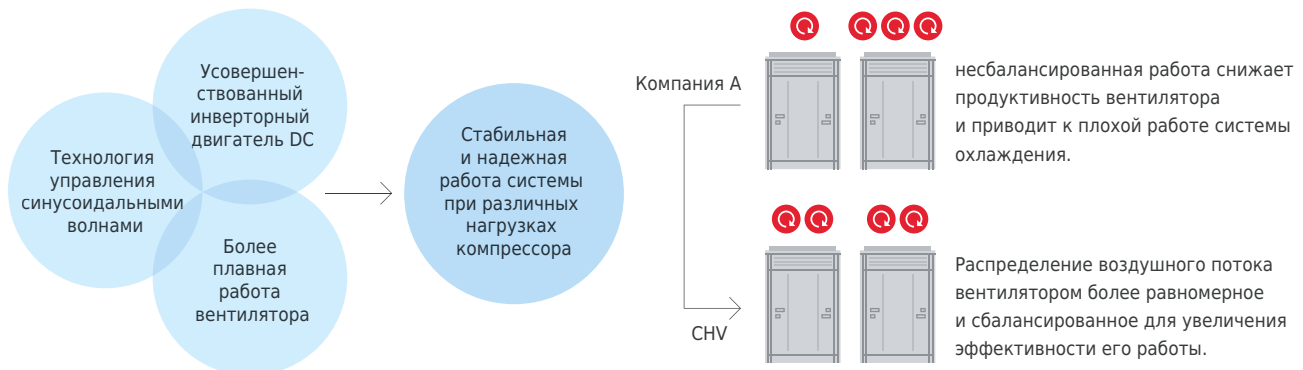 Усовершен-
ствованный
инверторный
двигатель DC
Технология
управления
синусоидальными
волнами
Более
плавная
работа
вентилятора
Стабильная
и надежная
работа системы
при различных
нагрузках
компрессора
Компания А
несбалансированная работа снижает
продуктивность вентилятора
и приводит к плохой работе системы
охлаждения.
CHV
Распределение воздушного потока
вентилятором более равномерное
и сбалансированное для увеличения
эффективности его работы.